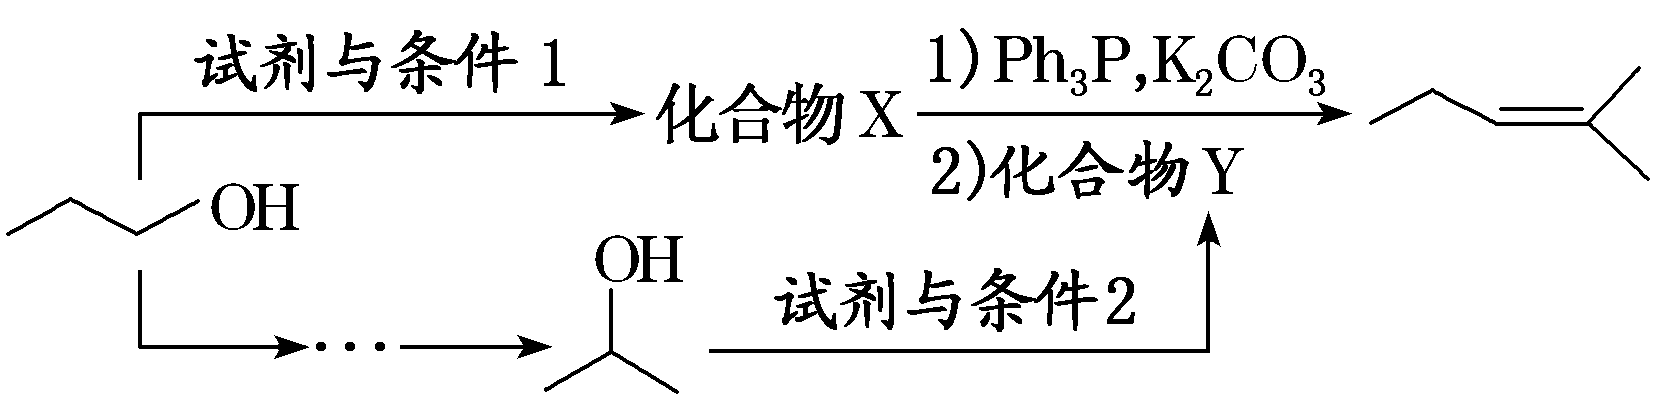 试剂与条件 1
化合物 X
1) Ph₃P,K₂CO₃
2)化合物 Y
OH
OH
试剂与条件2
···